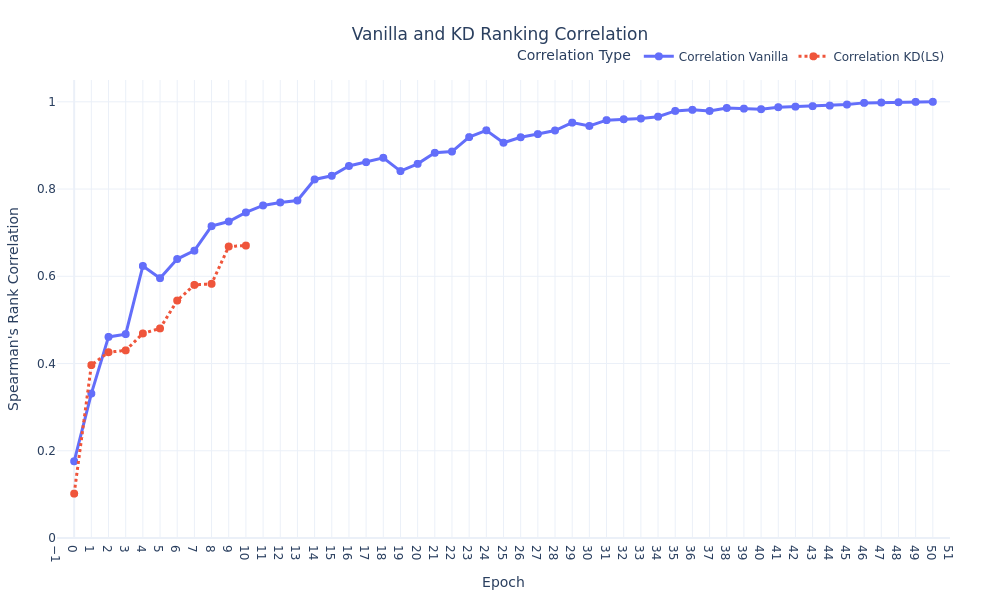 Vanilla and KD Ranking Correlation
Correlation Type Correlation Vanilla Correlation KD(LS)
Spearman's Rank Correlation
1
0.8
0.6
0.4
0.2
0
−1 0 1 2 3 4 5 6 7 8 9 10 11 12 13 14 15 16 17 18 19 20 21 22 23 24 25 26 27 28 29 30 31 32 33 34 35 36 37 38 39 40 41 42 43 44 45 46 47 48 49 50 51
Epoch